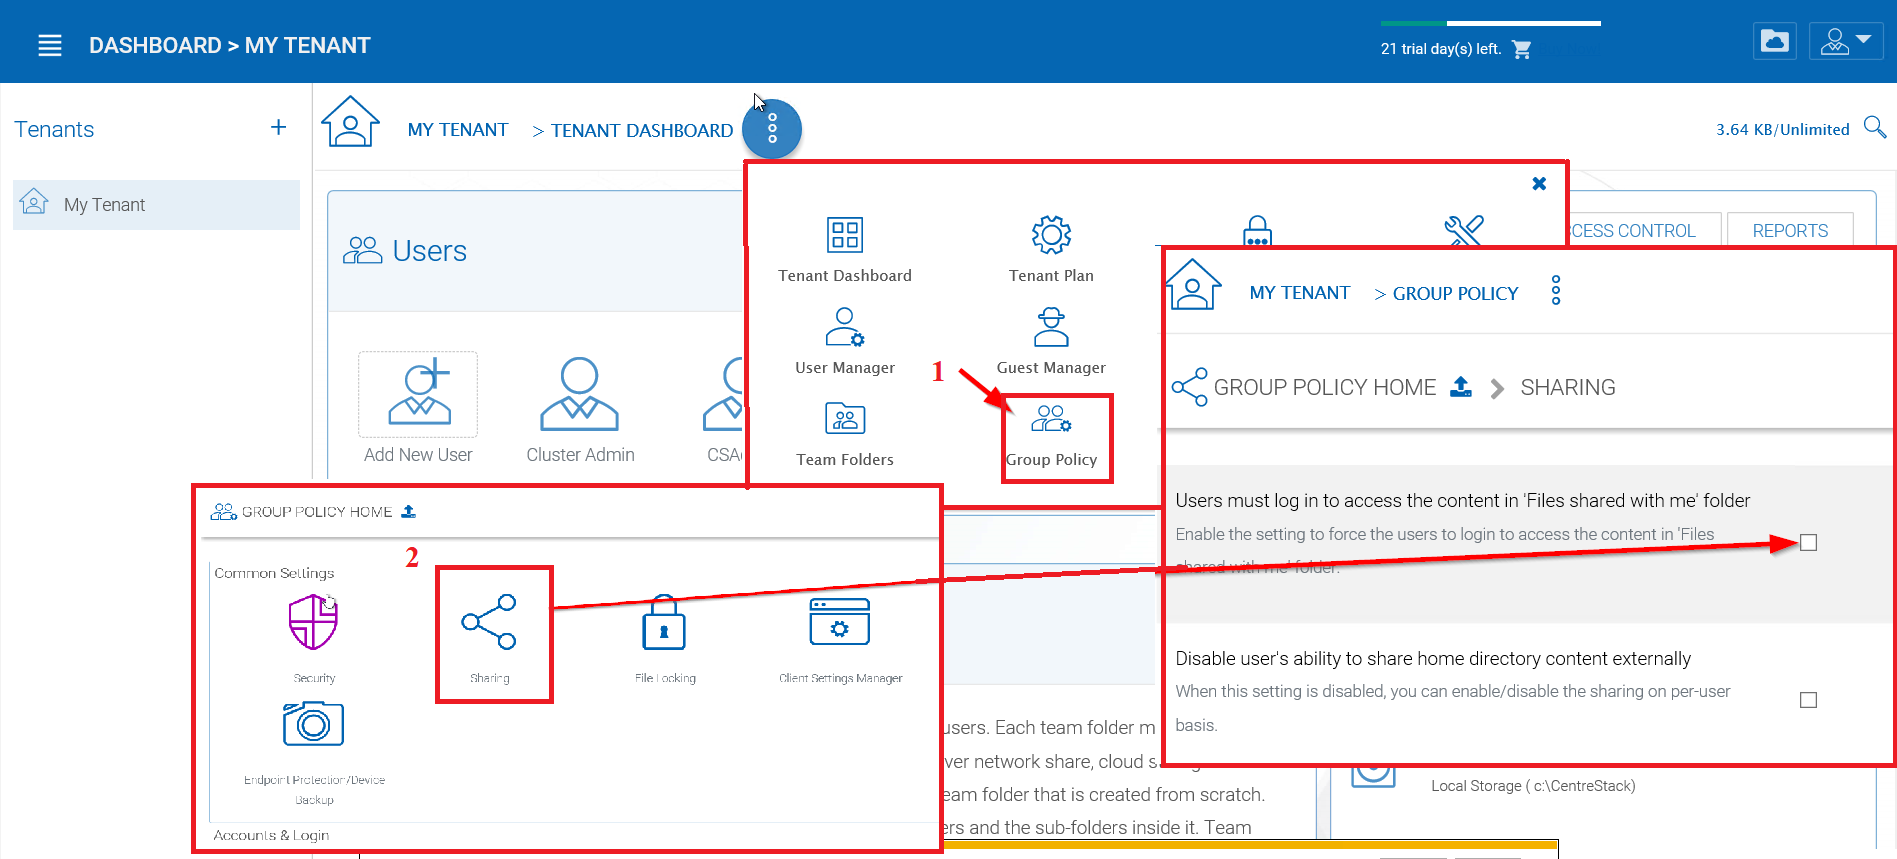 DASHBOARD > MY TENANT
21 trial day(s) left.
Tenants
+
My Tenant
MY TENANT > TENANT DASHBOARD
3.64 KB/Unlimited
Users
Add New User
Cluster Admin
Tenant Dashboard
Tenant Plan
User Manager
Guest Manager
1
Team Folders
Group Policy
CESS CONTROL
REPORTS
MY TENANT > GROUP POLICY
GROUP POLICY HOME
SHARING
Users must log in to access the content in 'Files shared with me' folder
Enable the setting to force the users to login to access the content in 'Files
shared with me' folder.
Disable user's ability to share home directory content externally
When this setting is disabled, you can enable/disable the sharing on per-user
basis.
GROUP POLICY HOME
2
Common Settings
Security
Sharing
File Locking
Client Settings Manager
Endpoint Protection/Device
Backup
Accounts & Login
users. Each team folder m
ver network share, cloud s
eam folder that is created from scratch.
ers and the sub-folders inside it. Team
Local Storage ( c:\CentreStack)